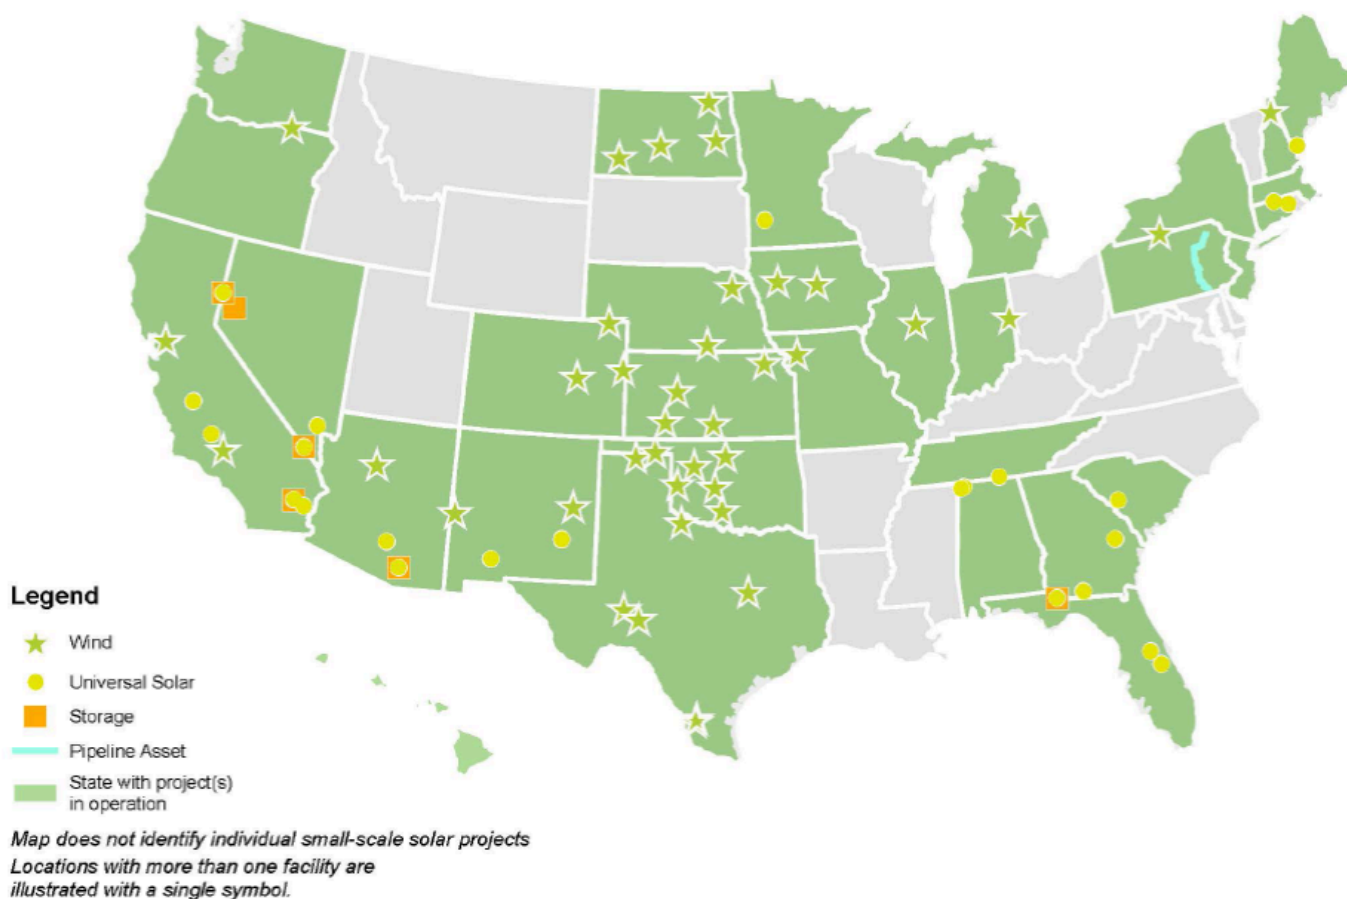 Legend
Wind
Universal Solar
Storage
Pipeline Asset
State with project(s)
in operation
Map does not identify individual small-scale solar projects
Locations with more than one facility are
illustrated with a single symbol.